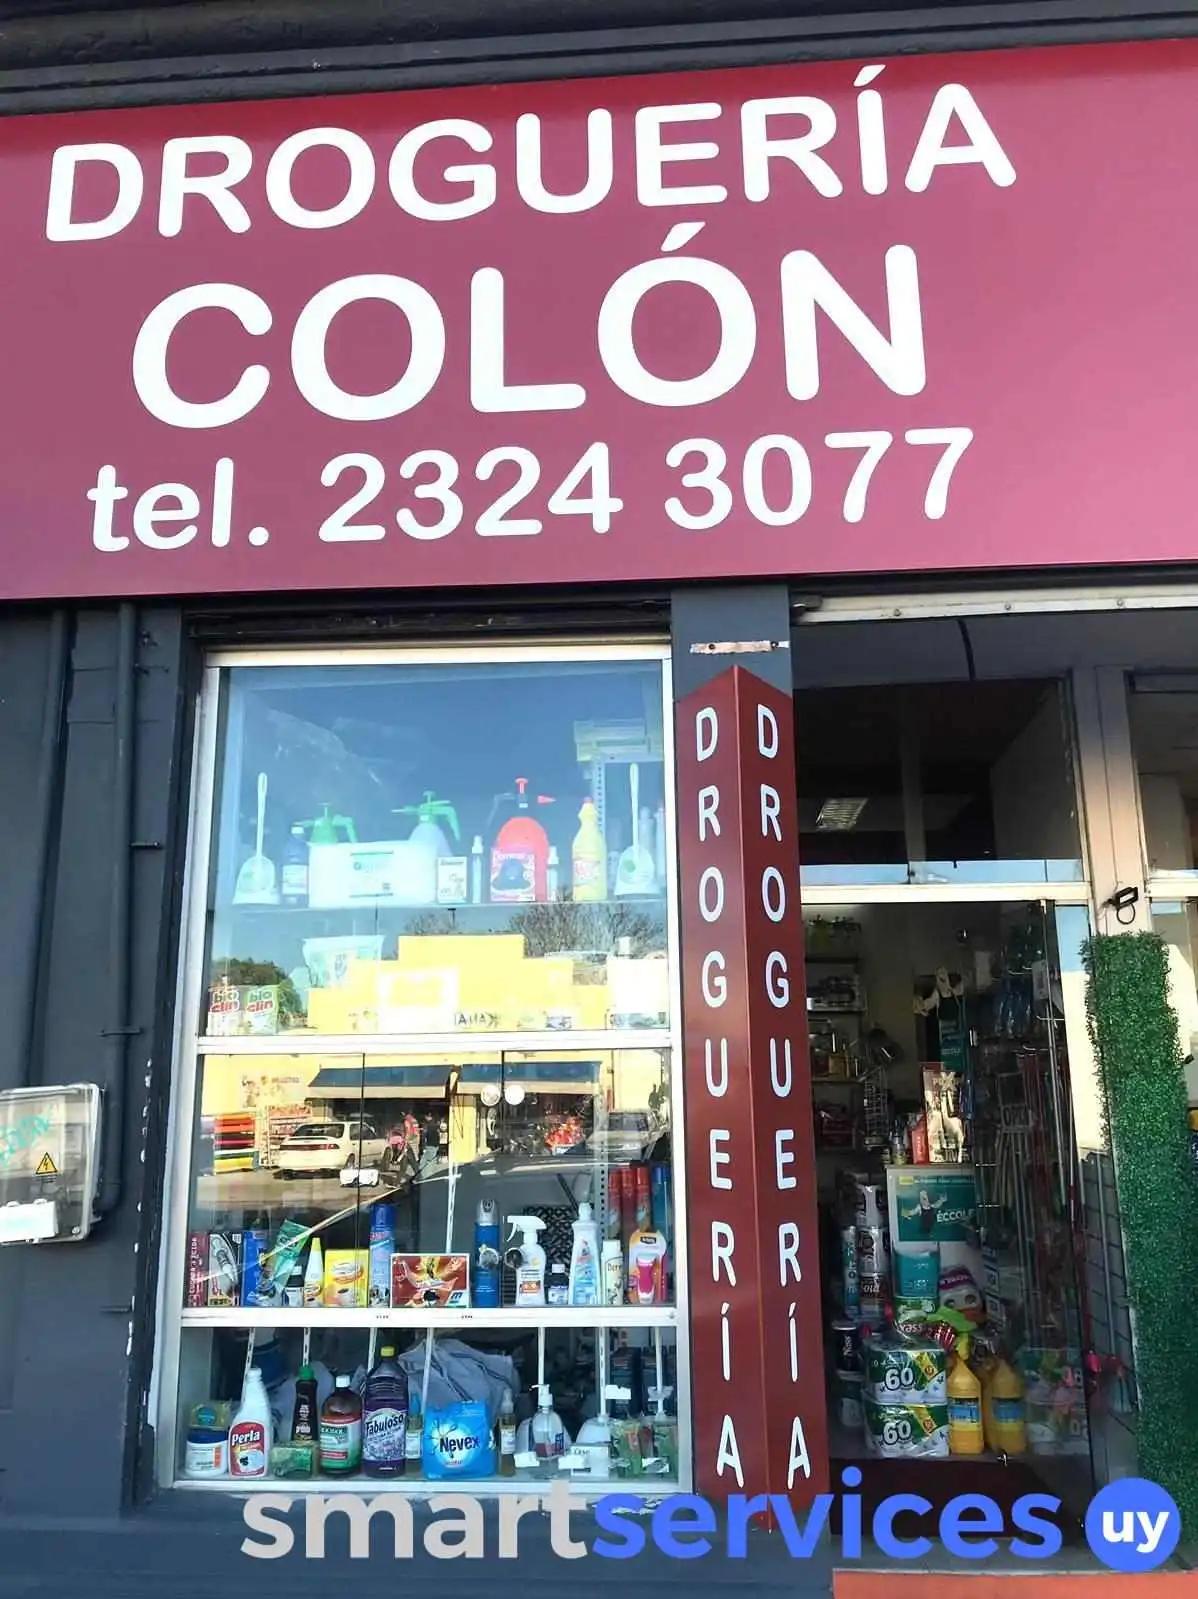 DROGUERÍA
COLÓN
tel. 2324 3077
DROGUERÍA
DROGUERÍA
bio
clin
bio
clin
Perla
Fabuloso
Nevex
60
60
smartservices uy